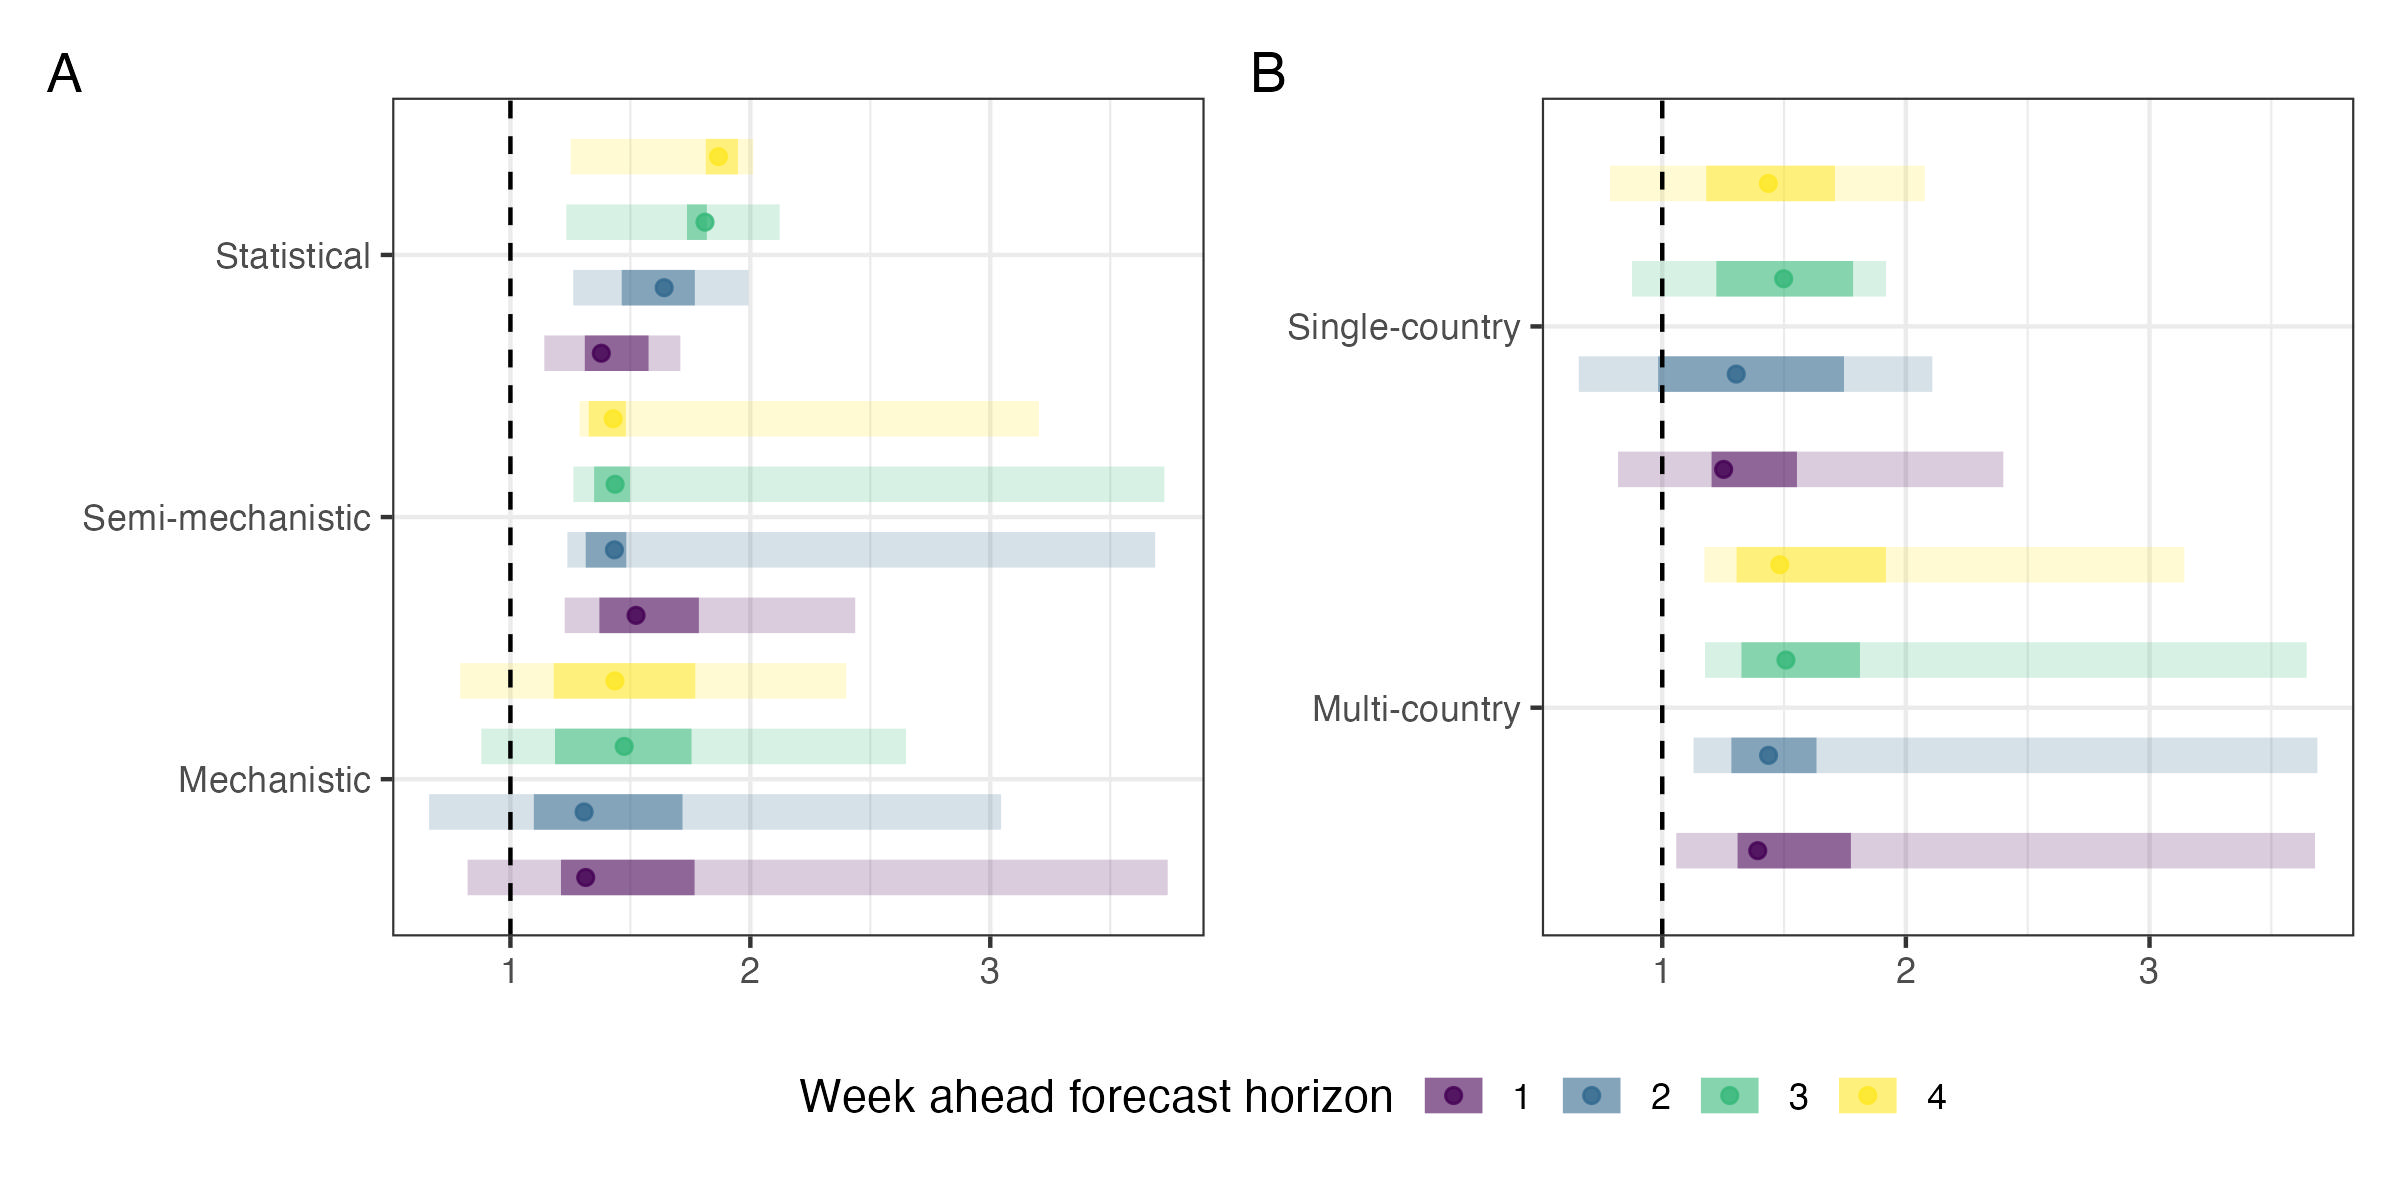 A
Statistical
Semi-mechanistic
Mechanistic
1 2 3
B
Single-country
Multi-country
1 2 3
Week ahead forecast horizon 1 2 3 4